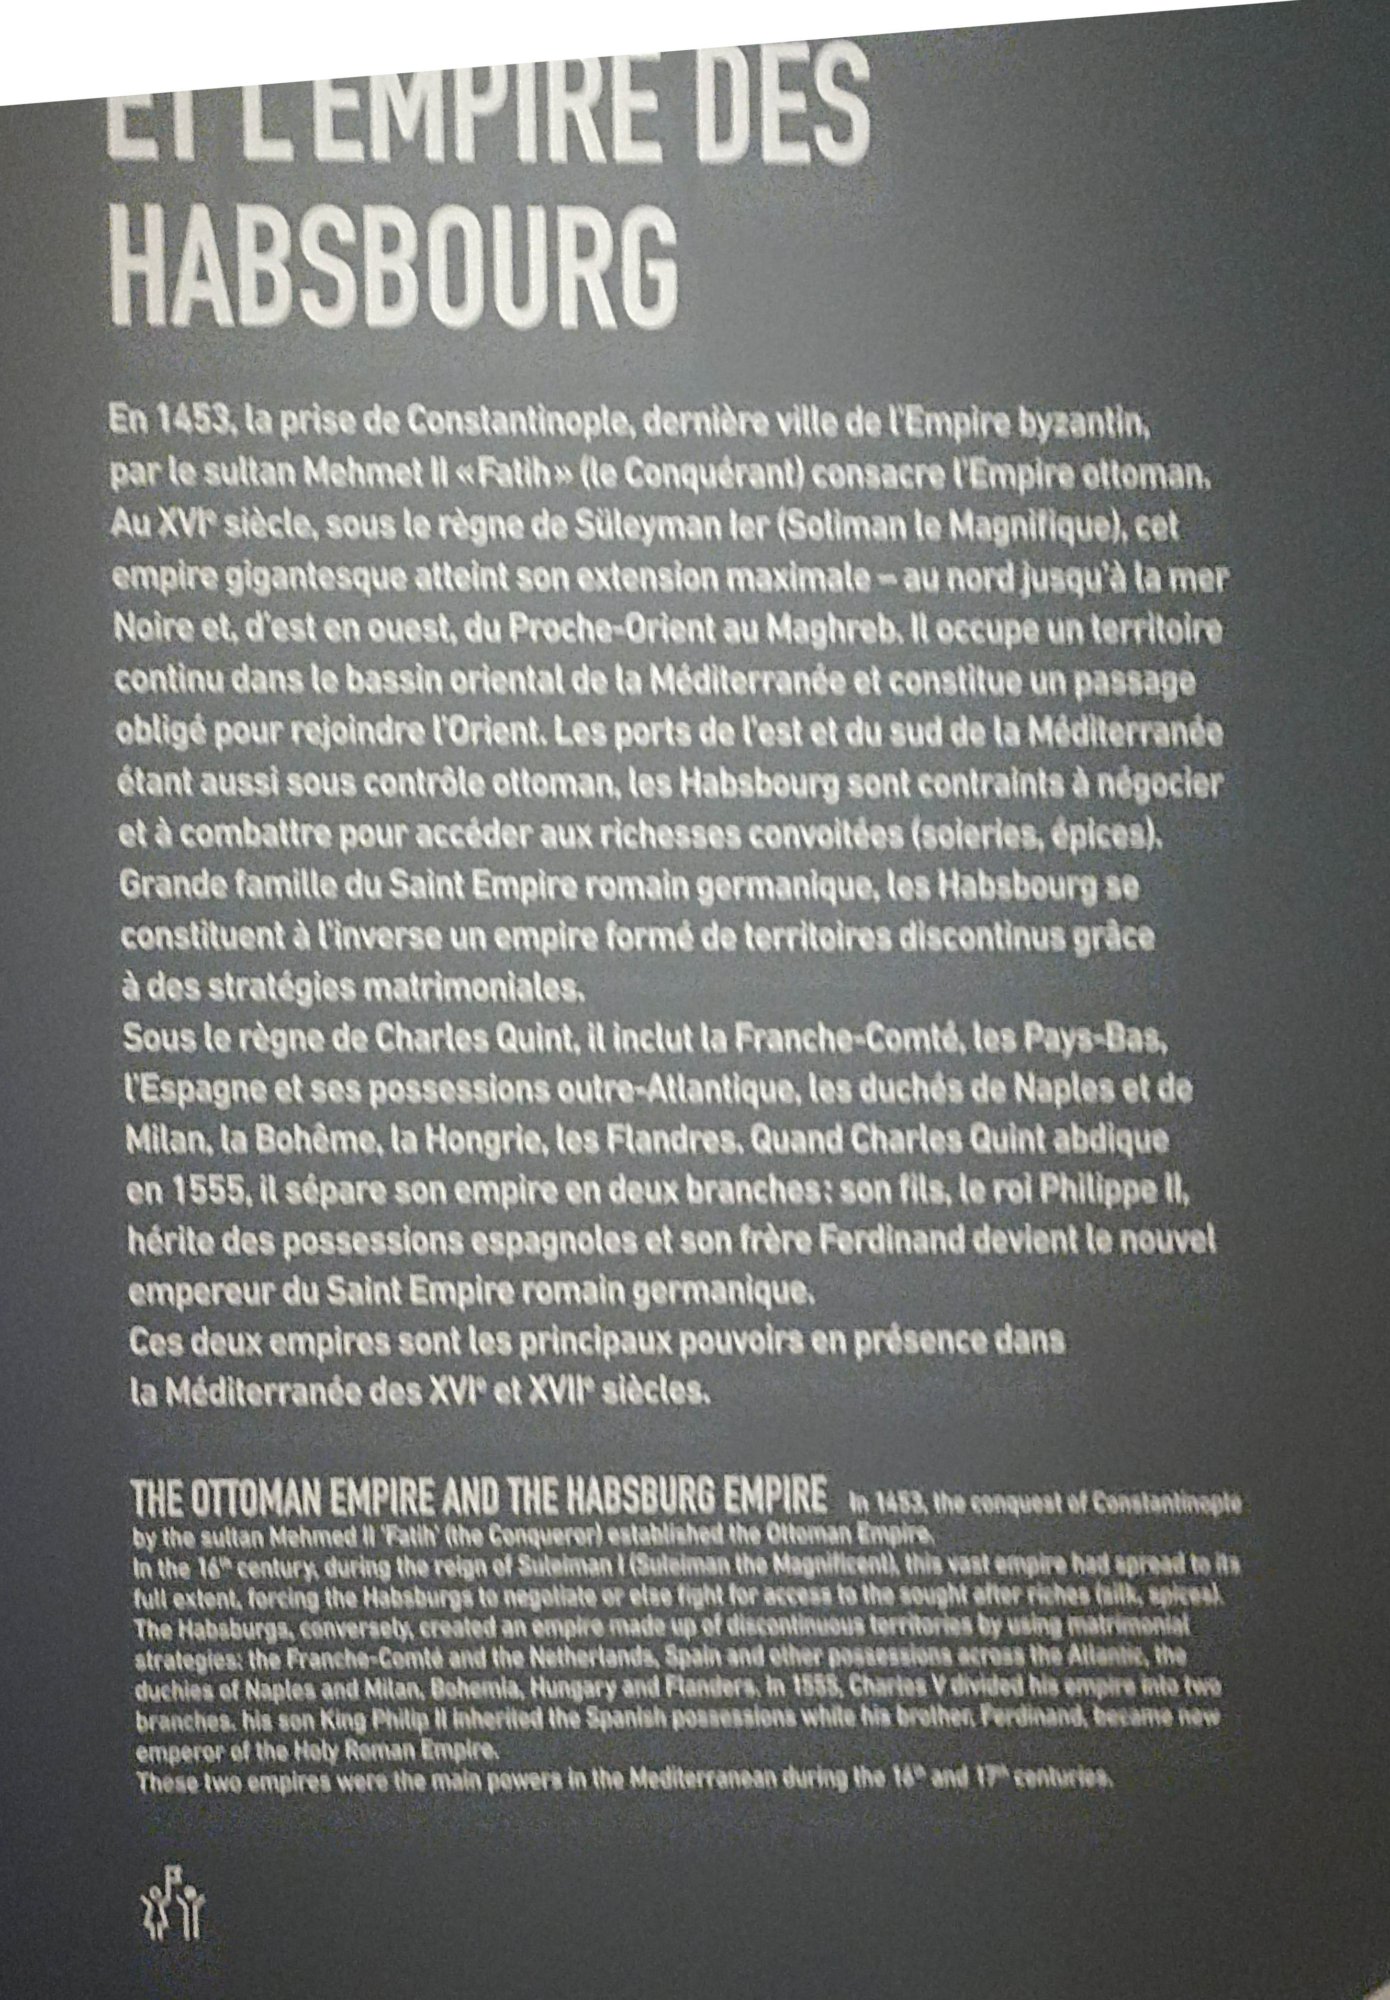 ET L'EMPIRE DES
HABSBOURG
En 1453, la prise de Constantinople, dernière ville de l'Empire byzantin,
par le sultan Mehmet II «Fatih» (le Conquérant) consacre l'Empire ottoman.
Au XVIe siècle, sous le règne de Süleyman Ier (Soliman le Magnifique), cet
empire gigantesque atteint son extension maximale – au nord jusqu'à la mer
Noire et, d'est en ouest, du Proche-Orient au Maghreb. Il occupe un territoire
continu dans le bassin oriental de la Méditerranée et constitue un passage
obligé pour rejoindre l'Orient. Les ports de l'est et du sud de la Méditerranée
étant aussi sous contrôle ottoman, les Habsbourg sont contraints à négocier
et à combattre pour accéder aux richesses convoitées (soieries, épices).
Grande famille du Saint Empire romain germanique, les Habsbourg se
constituent à l'inverse un empire formé de territoires discontinus grâce
à des stratégies matrimoniales.
Sous le règne de Charles Quint, il inclut la Franche-Comté, les Pays-Bas,
l'Espagne et ses possessions outre-Atlantique, les duchés de Naples et de
Milan, la Bohême, la Hongrie, les Flandres. Quand Charles Quint abdique
en 1555, il sépare son empire en deux branches: son fils, le roi Philippe II,
hérite des possessions espagnoles et son frère Ferdinand devient le nouvel
empereur du Saint Empire romain germanique.
Ces deux empires sont les principaux pouvoirs en présence dans
la Méditerranée des XVIe et XVIIe siècles.
THE OTTOMAN EMPIRE AND THE HABSBURG EMPIRE In 1453, the conquest of Constantinople
by the sultan Mehmed II 'Fatih' (the Conqueror) established the Ottoman Empire.
In the 16th century, during the reign of Suleiman I (Suleiman the Magnificent), this vast empire had spread to its
full extent, forcing the Habsburgs to negotiate or else fight for access to the sought after riches (silk, spices).
The Habsburgs, conversely, created an empire made up of discontinuous territories by using matrimonial
strategies: the Franche-Comté and the Netherlands, Spain and other possessions across the Atlantic, the
duchies of Naples and Milan, Bohemia, Hungary and Flanders. In 1555, Charles V divided his empire into two
branches. his son King Philip II inherited the Spanish possessions while his brother, Ferdinand, became new
emperor of the Holy Roman Empire.
These two empires were the main powers in the Mediterranean during the 16th and 17th centuries.